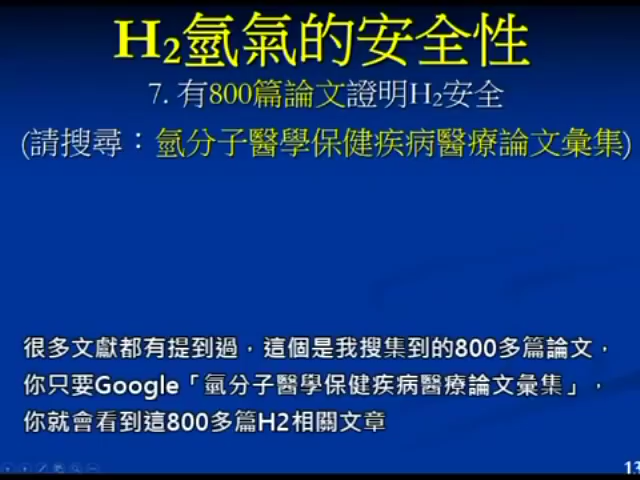 H₂氫氣的安全性
7. 有800篇論文證明H₂安全
(請搜尋：氫分子醫學保健疾病醫療論文彙集)
很多文獻都有提到過，這個是我搜集到的800多篇論文，
你只要Google「氫分子醫學保健疾病醫療論文彙集」，
你就會看到這800多篇H2相關文章
13